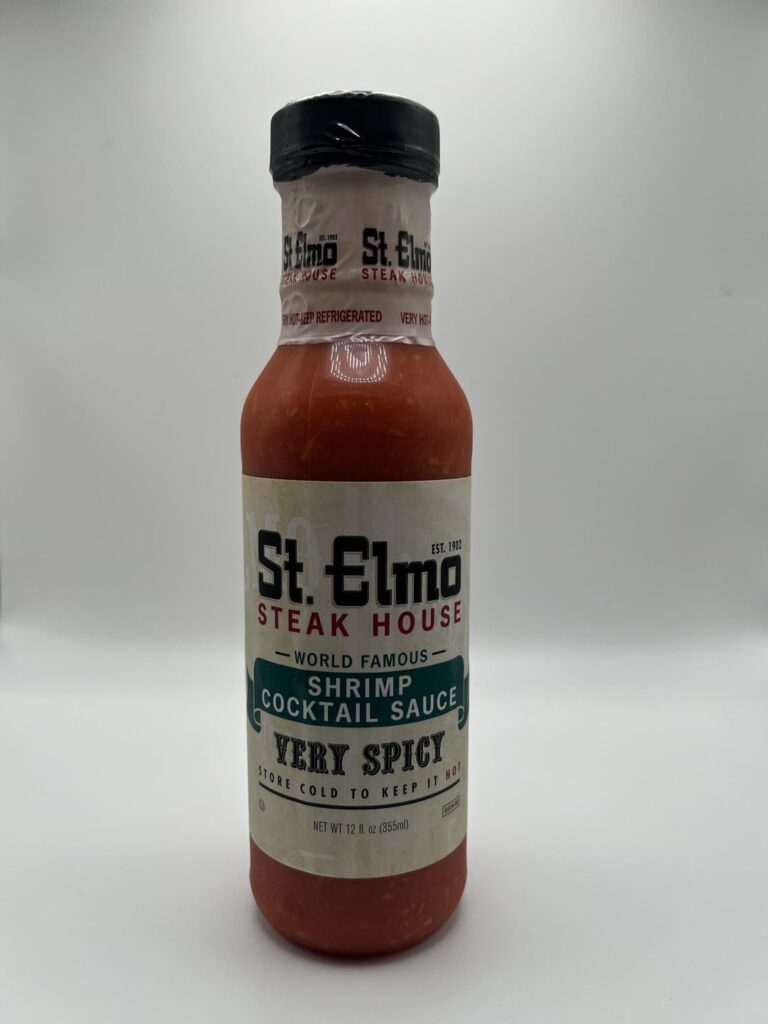 EST. 1902
St. Elmo St. Elmo
STEAK HOUSE STEAK HOUSE
VERY HOT-KEEP REFRIGERATED VERY HOT-
EST. 1902
St. Elmo
STEAK HOUSE
— WORLD FAMOUS —
SHRIMP
COCKTAIL SAUCE
VERY SPICY
STORE COLD TO KEEP IT HOT
NET WT 12 fl. oz (355ml)